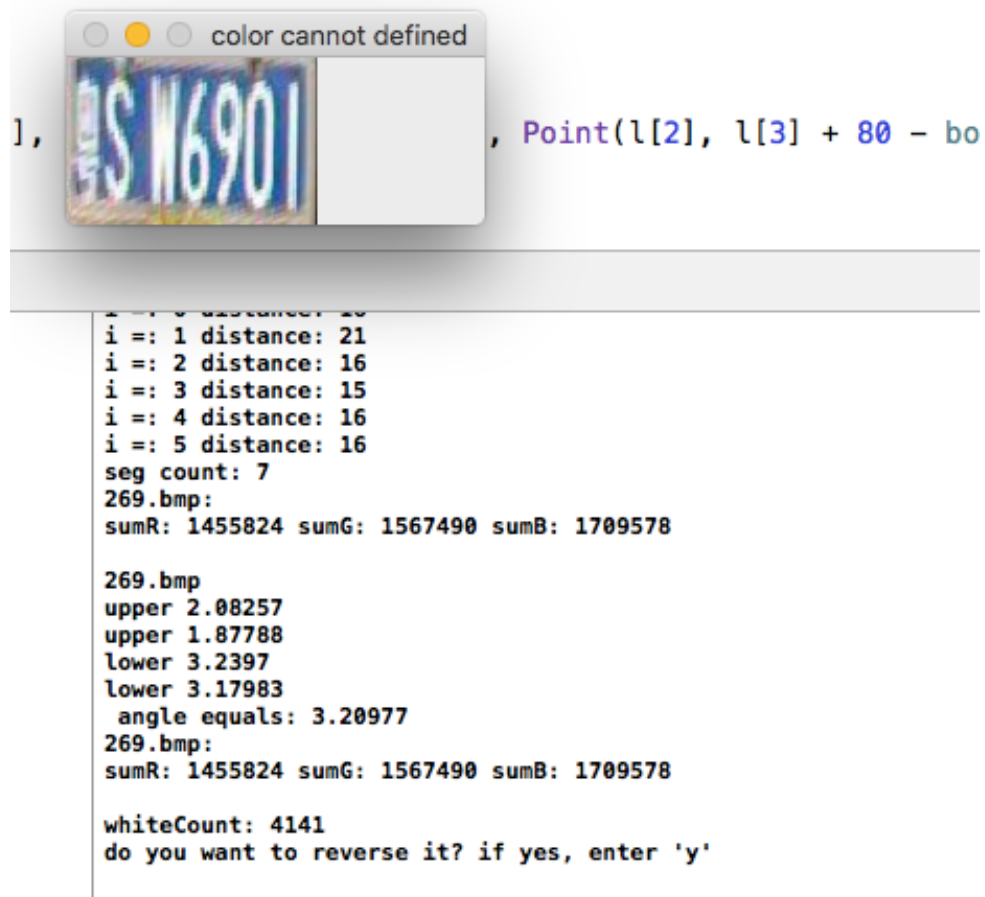 color cannot defined
SW6901
], , Point(l[2], l[3] + 80 - bo
i =: 1 distance: 21
i =: 2 distance: 16
i =: 3 distance: 15
i =: 4 distance: 16
i =: 5 distance: 16
seg count: 7
269.bmp:
sumR: 1455824 sumG: 1567490 sumB: 1709578
269.bmp
upper 2.08257
upper 1.87788
lower 3.2397
lower 3.17983
angle equals: 3.20977
269.bmp:
sumR: 1455824 sumG: 1567490 sumB: 1709578
whiteCount: 4141
do you want to reverse it? if yes, enter 'y'